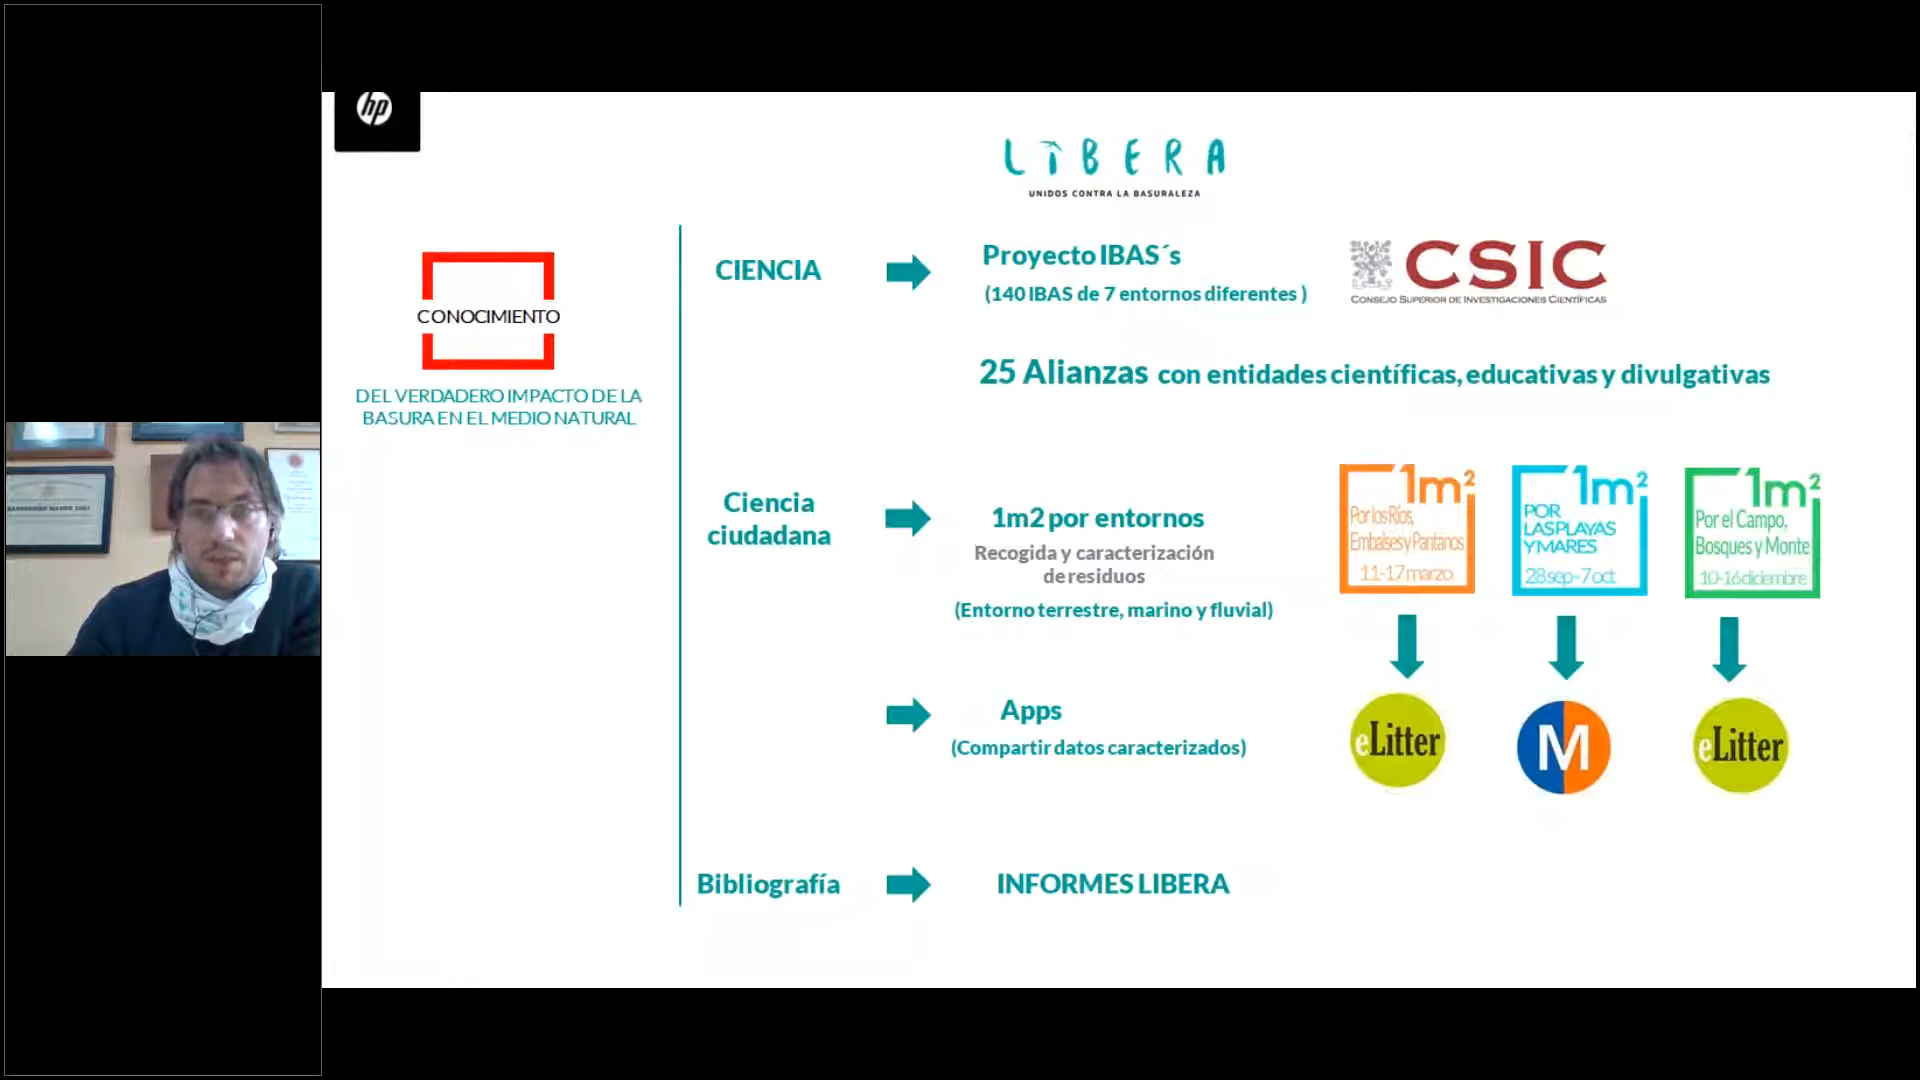 hp
LIBERA
UNIDOS CONTRA LA BASURALEZA
CONOCIMIENTO
DEL VERDADERO IMPACTO DE LA
BASURA EN EL MEDIO NATURAL
CIENCIA
Proyecto IBAS´s
(140 IBAS de 7 entornos diferentes )
CSIC
CONSEJO SUPERIOR DE INVESTIGACIONES CIENTÍFICAS
25 Alianzas con entidades científicas, educativas y divulgativas
Ciencia
ciudadana
1m2 por entornos
Recogida y caracterización
de residuos
(Entorno terrestre, marino y fluvial)
1m²
Por los Ríos,
Embalses y Pantanos
11-17 marzo
1m²
POR
LAS PLAYAS
Y MARES
28 sep-7 oct
1m²
Por el Campo,
Bosques y Monte
10-16 diciembre
Apps
(Compartir datos caracterizados)
eLitter
M
eLitter
Bibliografía
INFORMES LIBERA